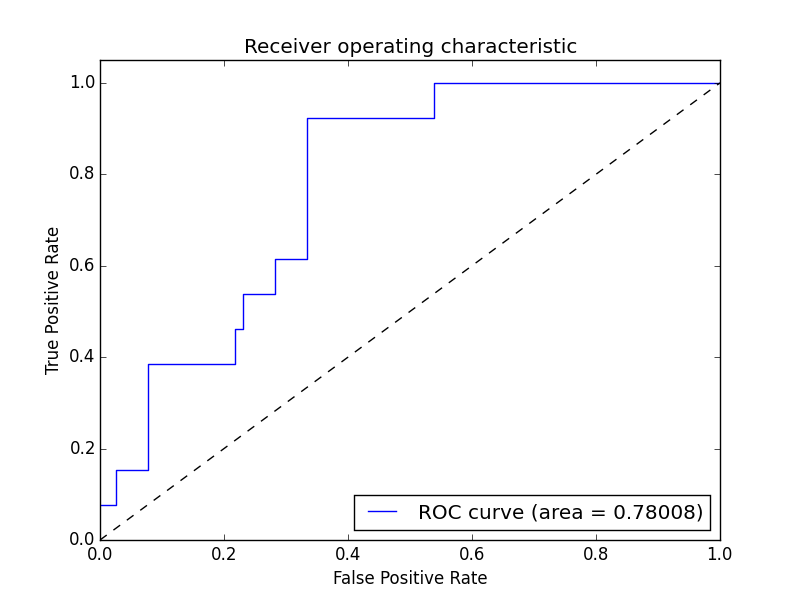 Receiver operating characteristic
1.0
0.8
0.6
0.4
0.2
0.0
True Positive Rate
ROC curve (area = 0.78008)
0.0 0.2 0.4 0.6 0.8 1.0
False Positive Rate